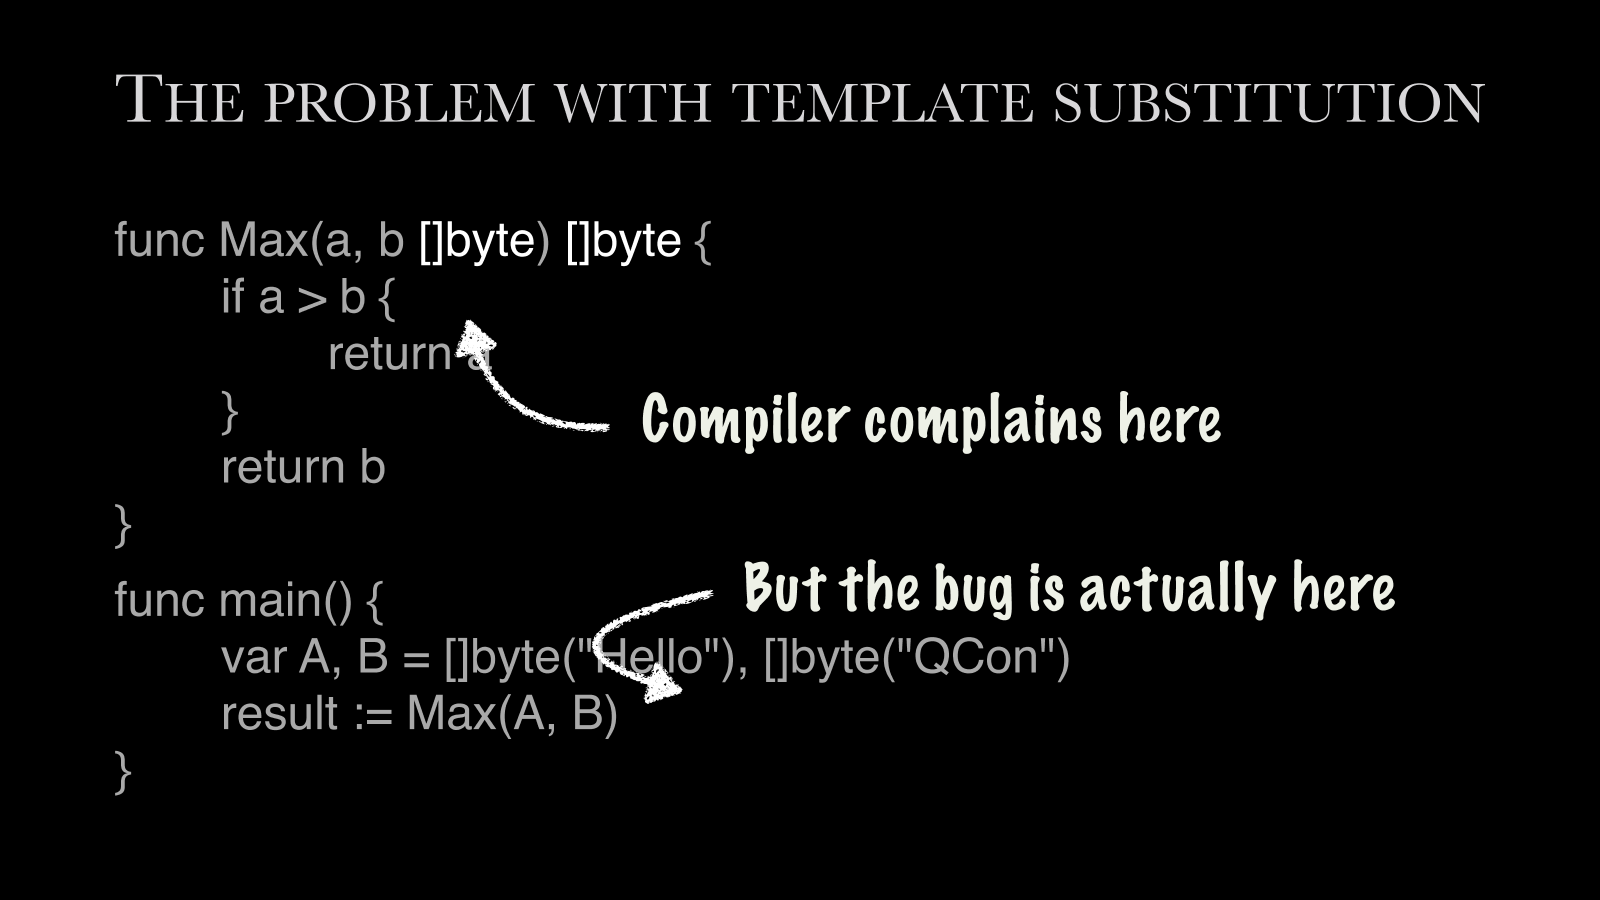 THE PROBLEM WITH TEMPLATE SUBSTITUTION
func Max(a, b []byte) []byte {
if a > b {
return a
}
Compiler complains here
return b
}
But the bug is actually here
func main() {
var A, B = []byte("Hello"), []byte("QCon")
result := Max(A, B)
}